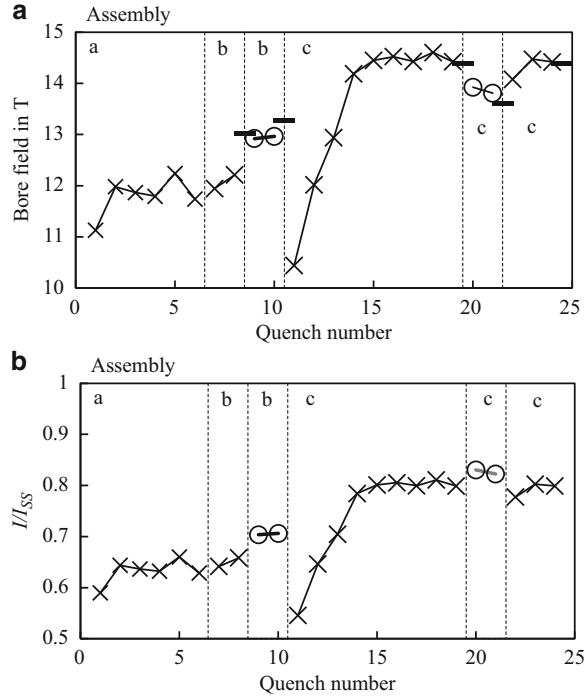 a
Assembly
15
14
13
12
11
10
Bore field in T
a
b
b
c
c
c
0
5
10
15
20
25
Quench number
b
Assembly
1
0.9
0.8
0.7
0.6
0.5
I/ISS
a
b
b
c
c
c
0
5
10
15
20
25
Quench number